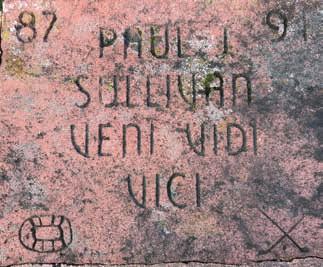 87 PAUL J. 91
SULLIVAN
VENI VIDI
VICI